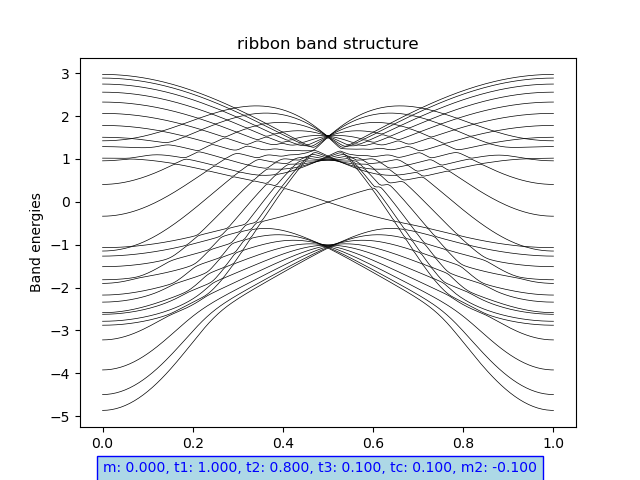 ribbon band structure
3
2
1
0
−1
−2
−3
−4
−5
Band energies
0.0 0.2 0.4 0.6 0.8 1.0
m: 0.000, t1: 1.000, t2: 0.800, t3: 0.100, tc: 0.100, m2: -0.100